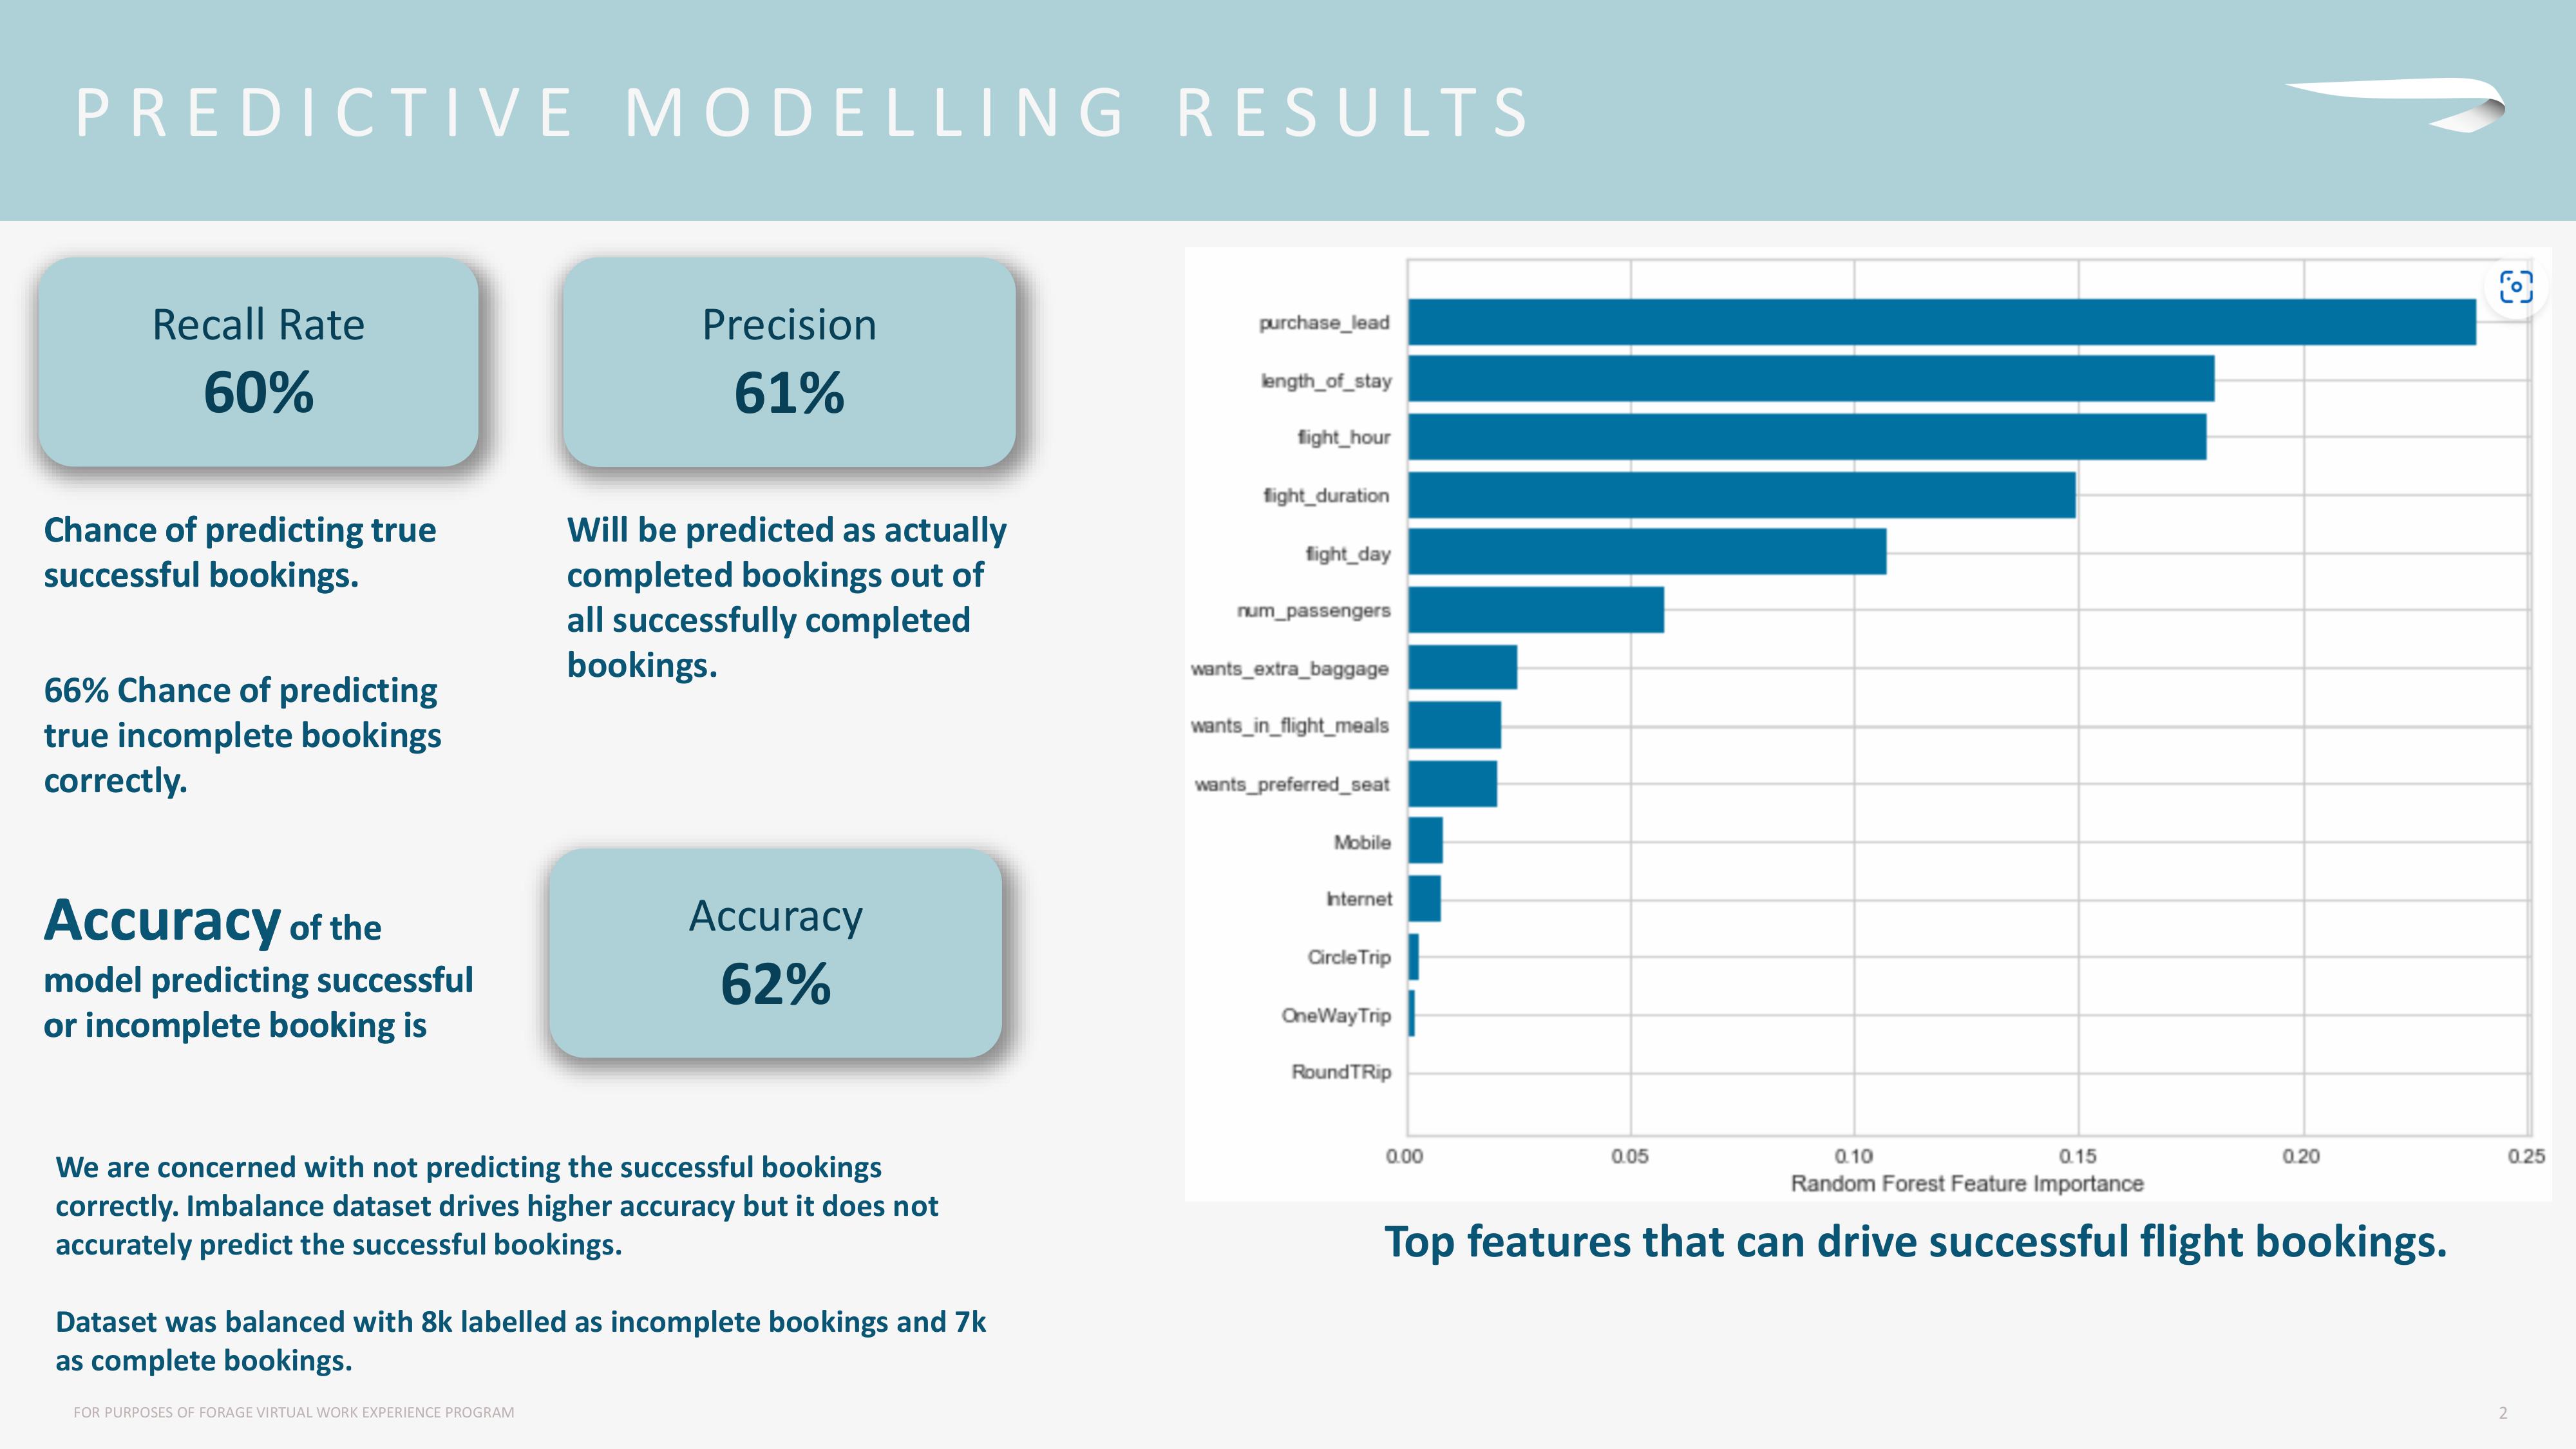 PREDICTIVE MODELLING RESULTS
Recall Rate
60%
Precision
61%
Chance of predicting true
successful bookings.
66% Chance of predicting
true incomplete bookings
correctly.
Will be predicted as actually
completed bookings out of
all successfully completed
bookings.
Accuracy of the
model predicting successful
or incomplete booking is
Accuracy
62%
We are concerned with not predicting the successful bookings
correctly. Imbalance dataset drives higher accuracy but it does not
accurately predict the successful bookings.
Dataset was balanced with 8k labelled as incomplete bookings and 7k
as complete bookings.
purchase_lead
length_of_stay
flight_hour
flight_duration
flight_day
num_passengers
wants_extra_baggage
wants_in_flight_meals
wants_preferred_seat
Mobile
Internet
CircleTrip
OneWayTrip
RoundTRip
0.00 0.05 0.10 0.15 0.20 0.25
Random Forest Feature Importance
Top features that can drive successful flight bookings.
FOR PURPOSES OF FORAGE VIRTUAL WORK EXPERIENCE PROGRAM
2